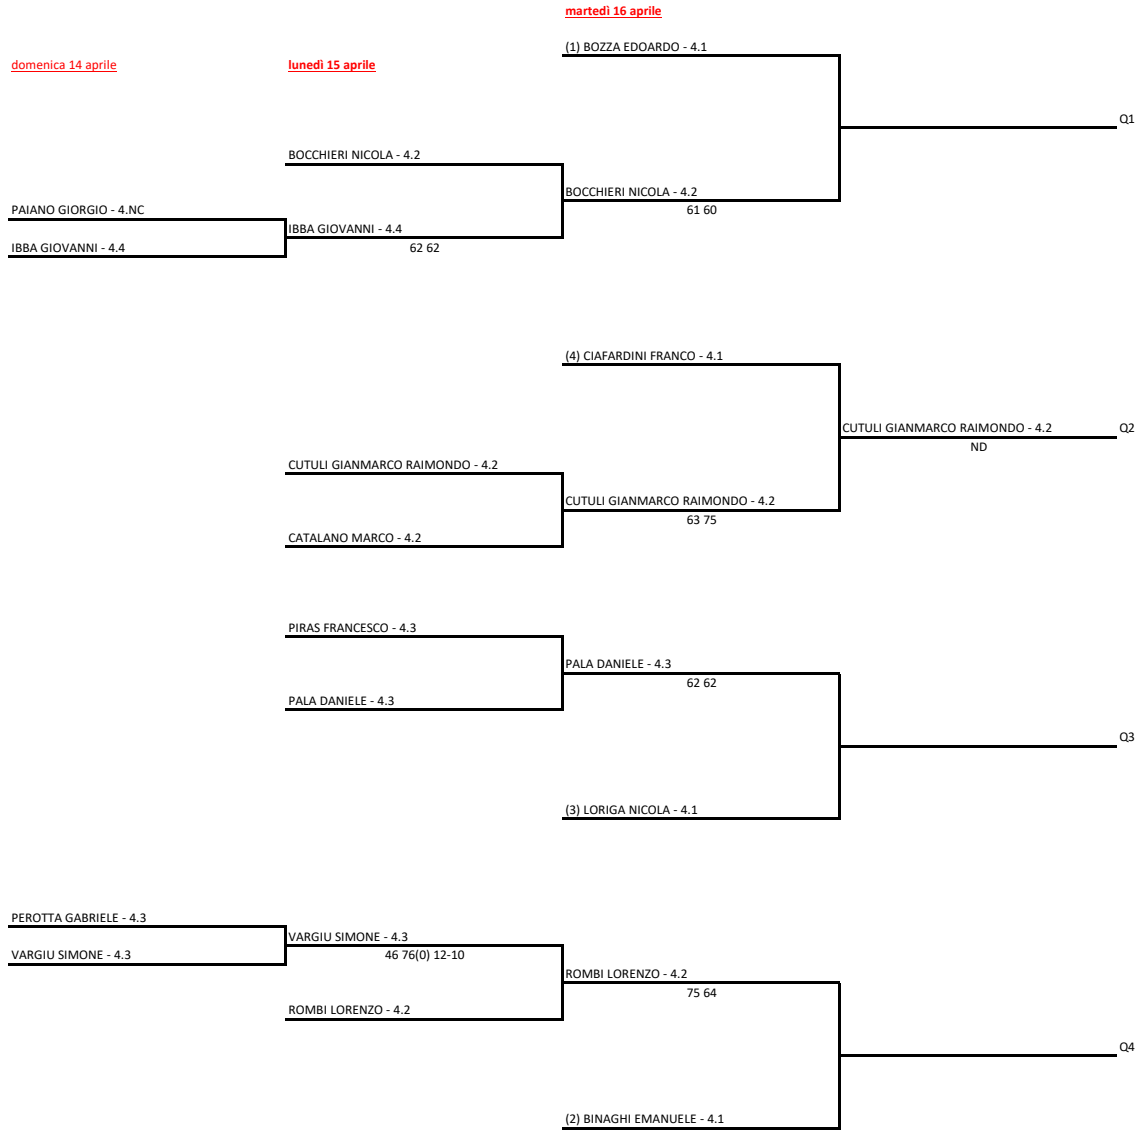 martedì 16 aprile
(1) BOZZA EDOARDO - 4.1
domenica 14 aprile
lunedì 15 aprile
Q1
BOCCHIERI NICOLA - 4.2
BOCCHIERI NICOLA - 4.2
PAIANO GIORGIO - 4.NC
61 60
IBBA GIOVANNI - 4.4
IBBA GIOVANNI - 4.4
62 62
(4) CIAFARDINI FRANCO - 4.1
CUTULI GIANMARCO RAIMONDO - 4.2
Q2
ND
CUTULI GIANMARCO RAIMONDO - 4.2
CUTULI GIANMARCO RAIMONDO - 4.2
63 75
CATALANO MARCO - 4.2
PIRAS FRANCESCO - 4.3
PALA DANIELE - 4.3
62 62
PALA DANIELE - 4.3
Q3
(3) LORIGA NICOLA - 4.1
PEROTTA GABRIELE - 4.3
VARGIU SIMONE - 4.3
VARGIU SIMONE - 4.3
46 76(0) 12-10
ROMBI LORENZO - 4.2
75 64
ROMBI LORENZO - 4.2
Q4
(2) BINAGHI EMANUELE - 4.1